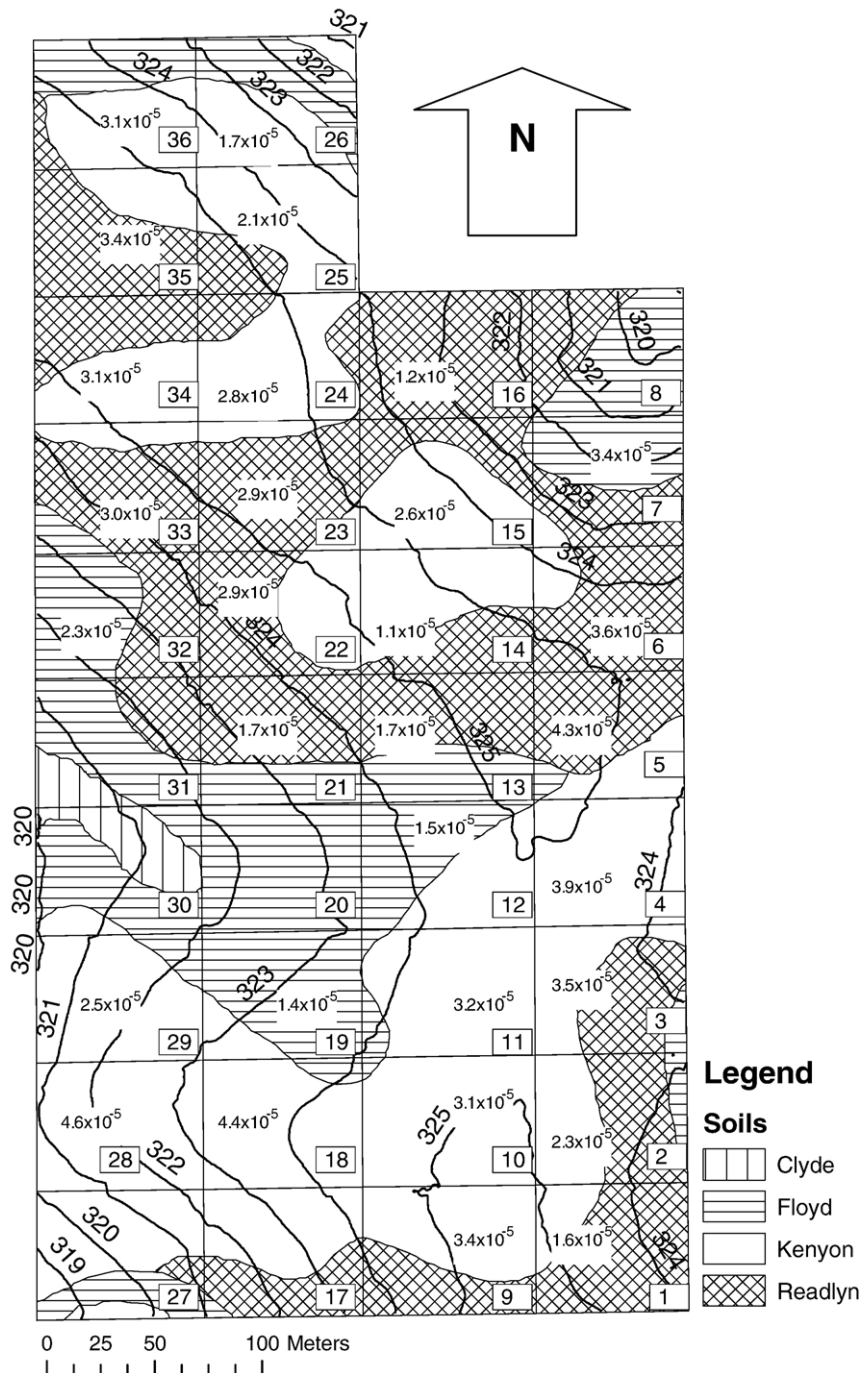 321
324
322
323
N
3.1x10-5
36
1.7x10-5
26
3.4x10-5
2.1x10-5
35
25
322
320
321
3.1x10-5
34
2.8x10-5
24
1.2x10-5
16
8
3.4x10-5
3.0x10-5
33
2.9x10-5
23
2.6x10-5
15
323
7
324
2.3x10-5
32
2.9x10-5
324
22
1.1x10-5
14
3.6x10-5
6
31
1.7x10-5
21
1.7x10-5
325
13
4.3x10-5
5
320
320
320
30
20
1.5x10-5
12
3.9x10-5
324
4
321
2.5x10-5
29
323
1.4x10-5
19
3.2x10-5
11
3.5x10-5
3
4.6x10-5
28
322
4.4x10-5
18
325
3.1x10-5
10
2.3x10-5
2
319
320
27
17
3.4x10-5
9
1.6x10-5
324
1
Legend
Soils
Clyde
Floyd
Kenyon
Readlyn
0 25 50 100 Meters